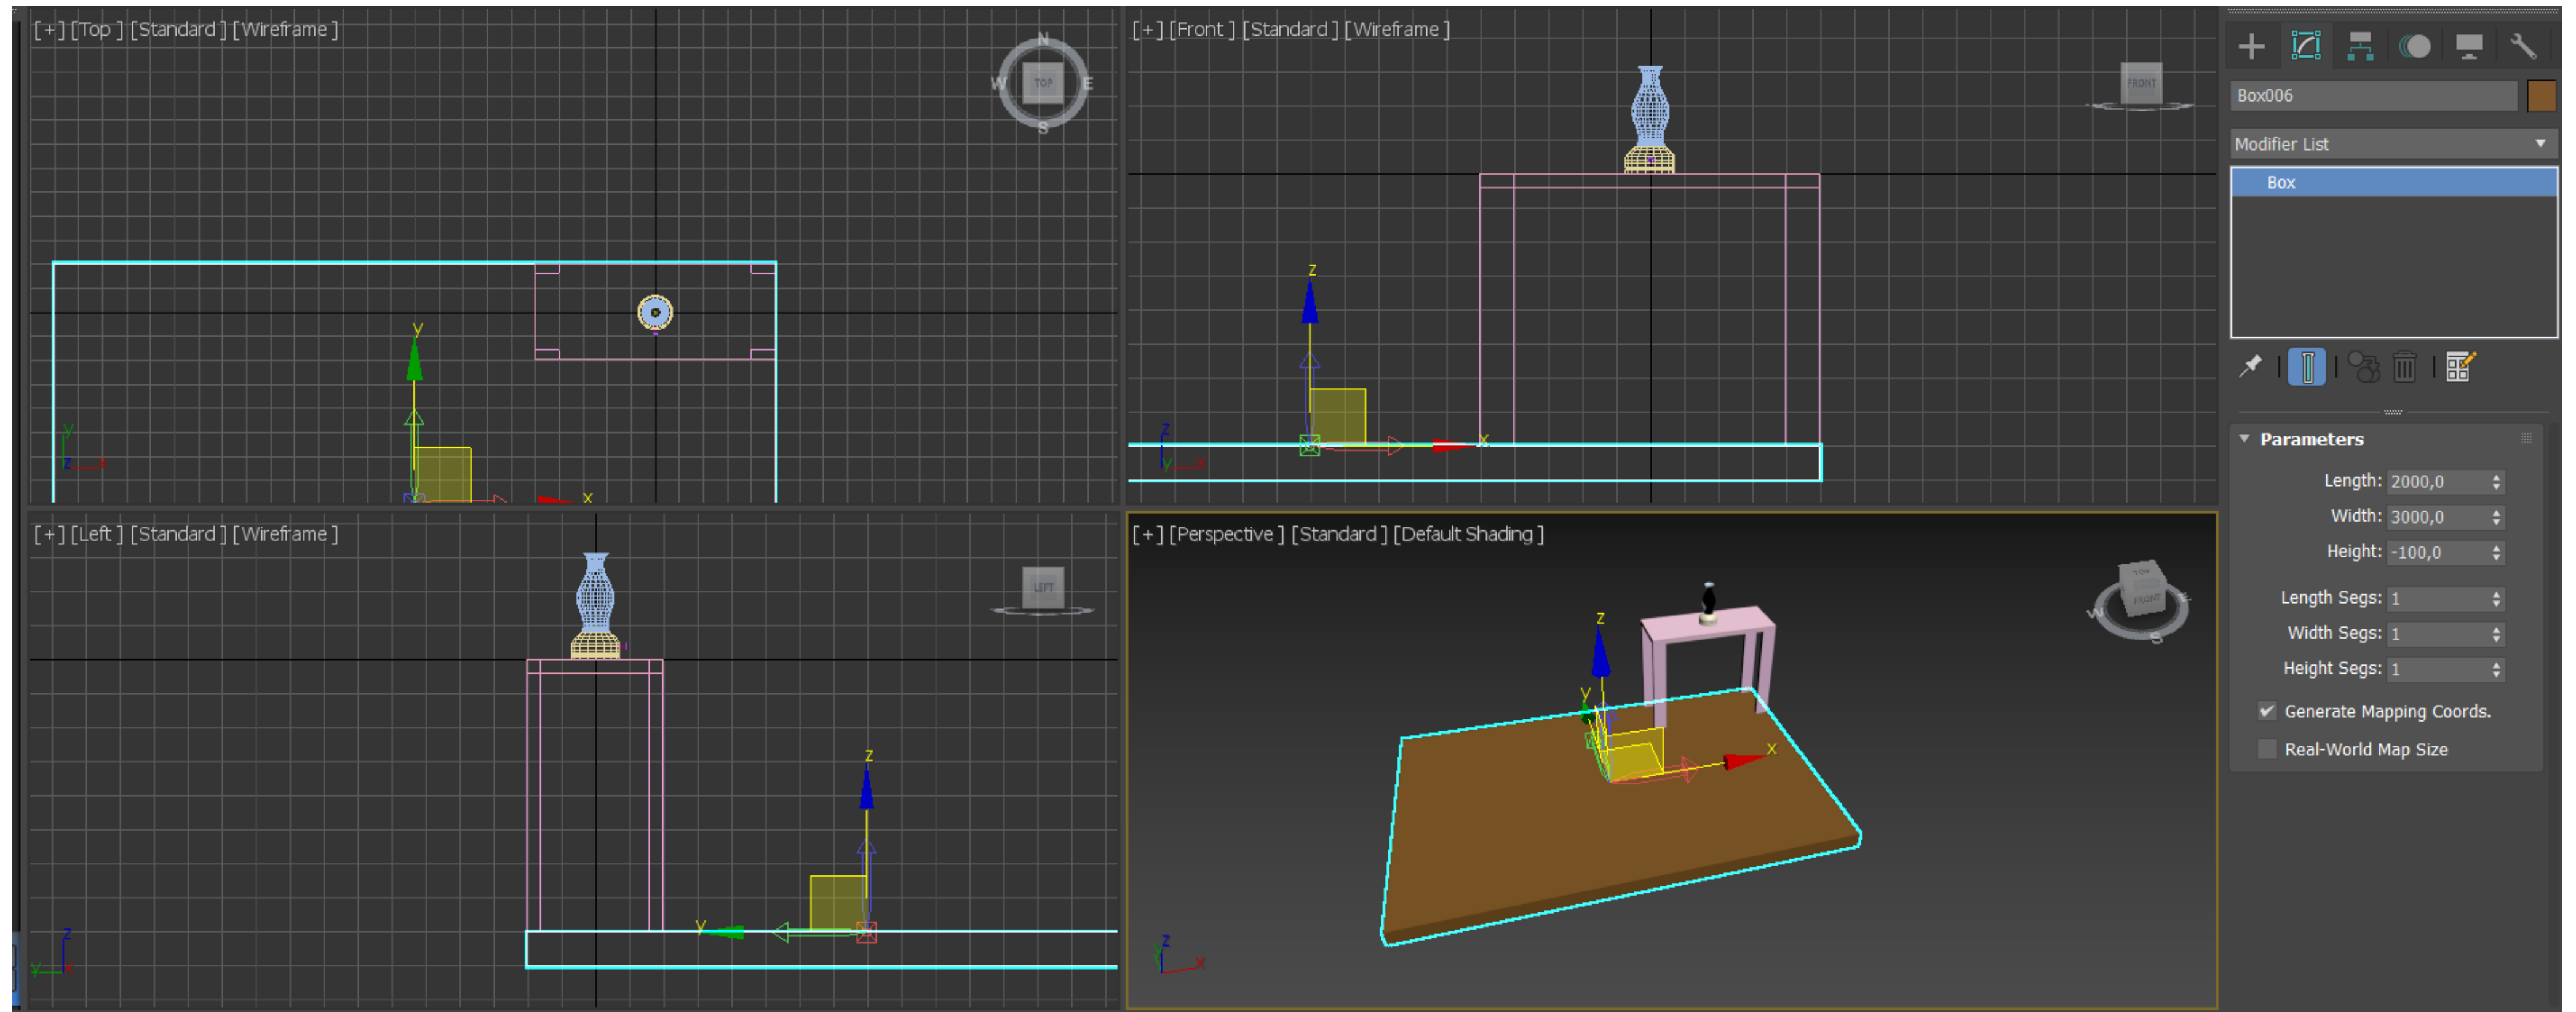 [+] [Top ] [Standard ] [Wireframe ]
N
W
TOP
E
S
y
y
z
x
x
[+] [Front ] [Standard ] [Wireframe ]
FRONT
z
x
z
y
x
[+] [Left ] [Standard ] [Wireframe ]
LEFT
z
y
z
y
x
[+] [Perspective ] [Standard ] [Default Shading ]
TOP
FRONT
W
S
z
y
x
z
x
Box006
Modifier List
Box
Parameters
Length: 2000,0
Width: 3000,0
Height: -100,0
Length Segs: 1
Width Segs: 1
Height Segs: 1
Generate Mapping Coords.
Real-World Map Size